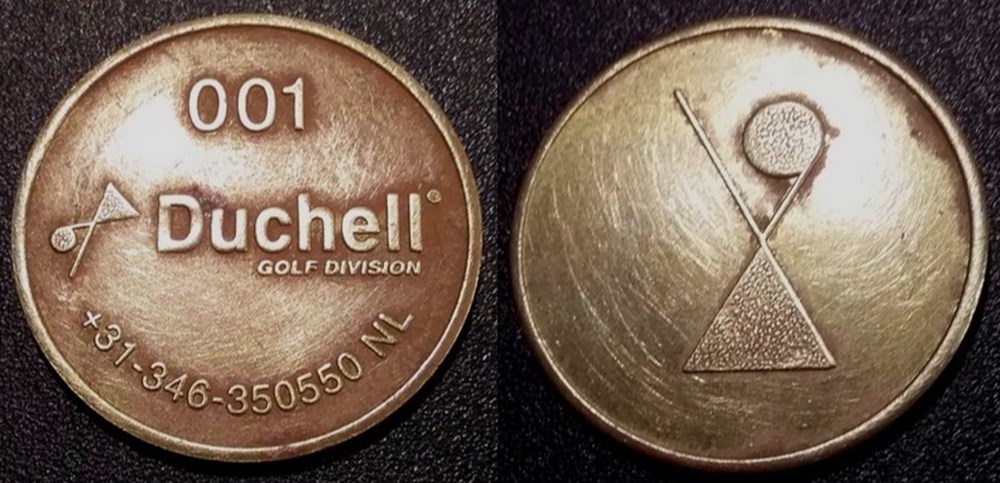 001
Duchell®
GOLF DIVISION
+31-346-350550 NL